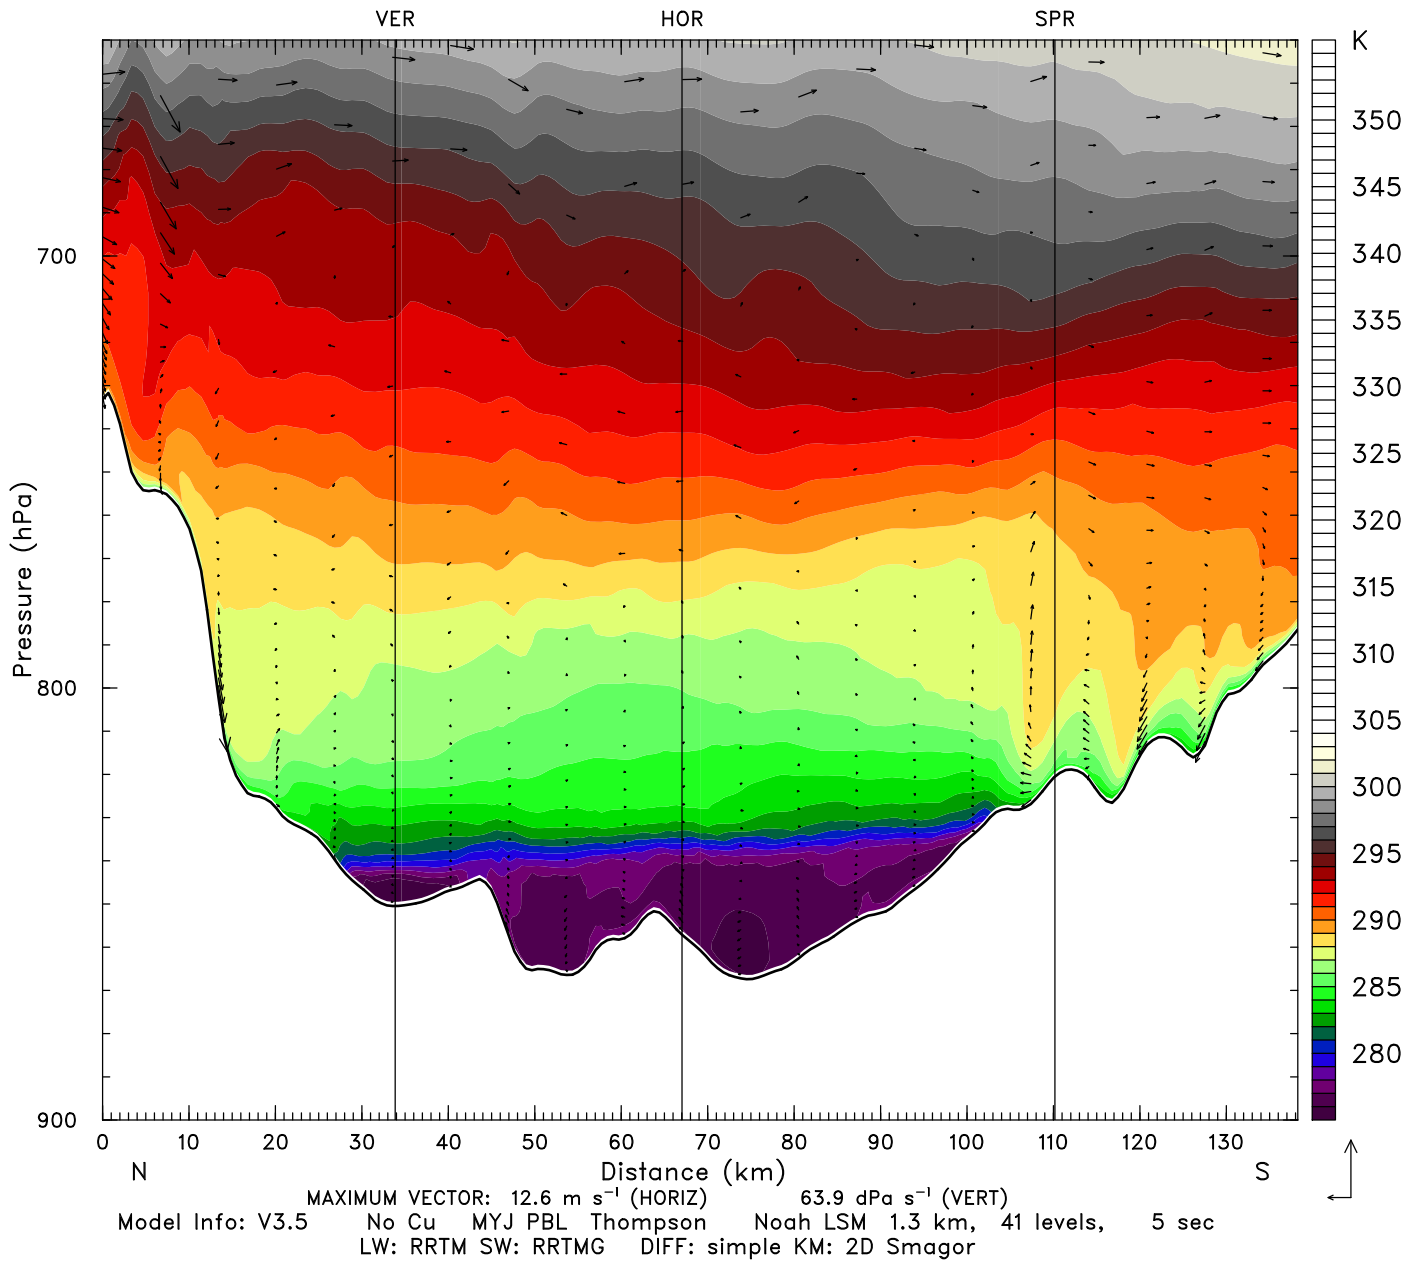 VER HOR SPR
K
350
345
700 340
335
330
325
320
315
310
Pressure (hPa)
800
305
300
295
290
285
280
900
0 10 20 30 40 50 60 70 80 90 100 110 120 130
N Distance (km) S
MAXIMUM VECTOR: 12.6 m s⁻¹ (HORIZ) 63.9 dPa s⁻¹ (VERT)
Model Info: V3.5 No Cu MYJ PBL Thompson Noah LSM 1.3 km, 41 levels, 5 sec
LW: RRTM SW: RRTMG DIFF: simple KM: 2D Smagor